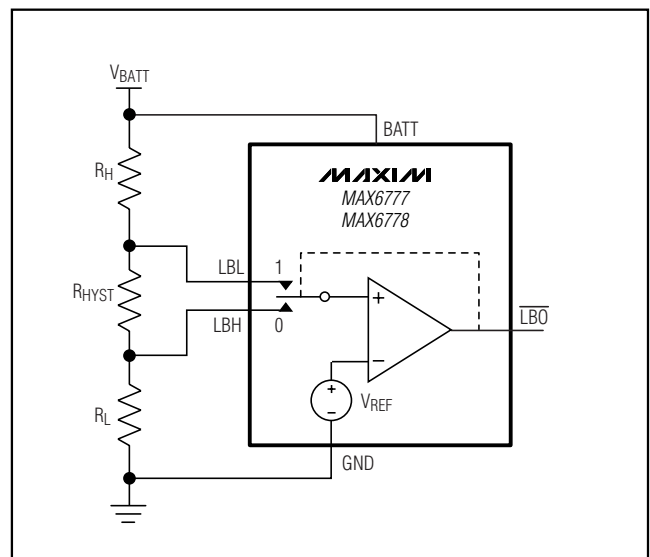 VBATT
BATT
RH
MAXIM
MAX6777
MAX6778
LBL 1
RHYST
+
LBO
LBH 0
−
+
−
VREF
RL
GND